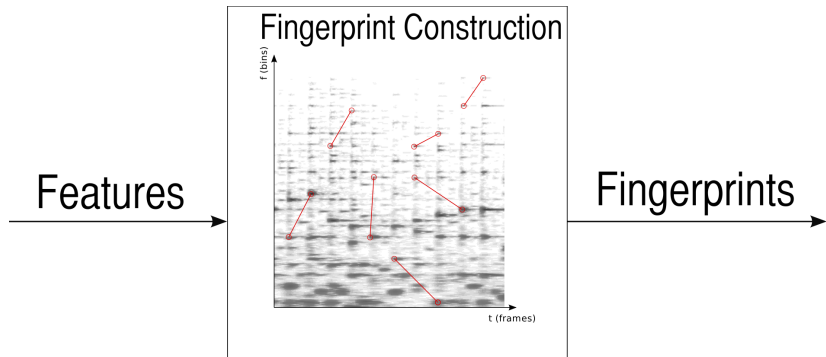 Fingerprint Construction
f (bins)
Features
Fingerprints
t (frames)